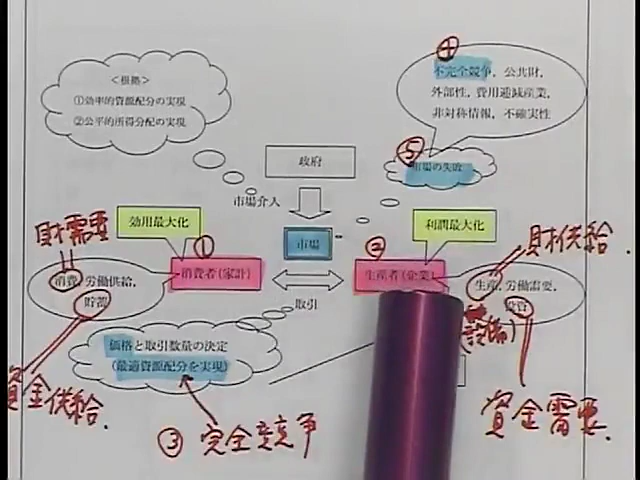 <根拠>
①効率的資源配分の実現
②公平的所得分配の実現
④
不完全競争, 公共財,
外部性, 費用逓減産業,
非対称情報, 不確実性
⑤
市場の失敗
政府
市場介入
効用最大化
利潤最大化
財需要
①
市場
②
財供給
消費, 労働供給,
貯蓄
消費者(家計)
生産者(企業)
生産, 労働需要,
投資
(設備)
取引
価格と取引数量の決定
(最適資源配分を実現)
資金供給
資金需要
③ 完全競争